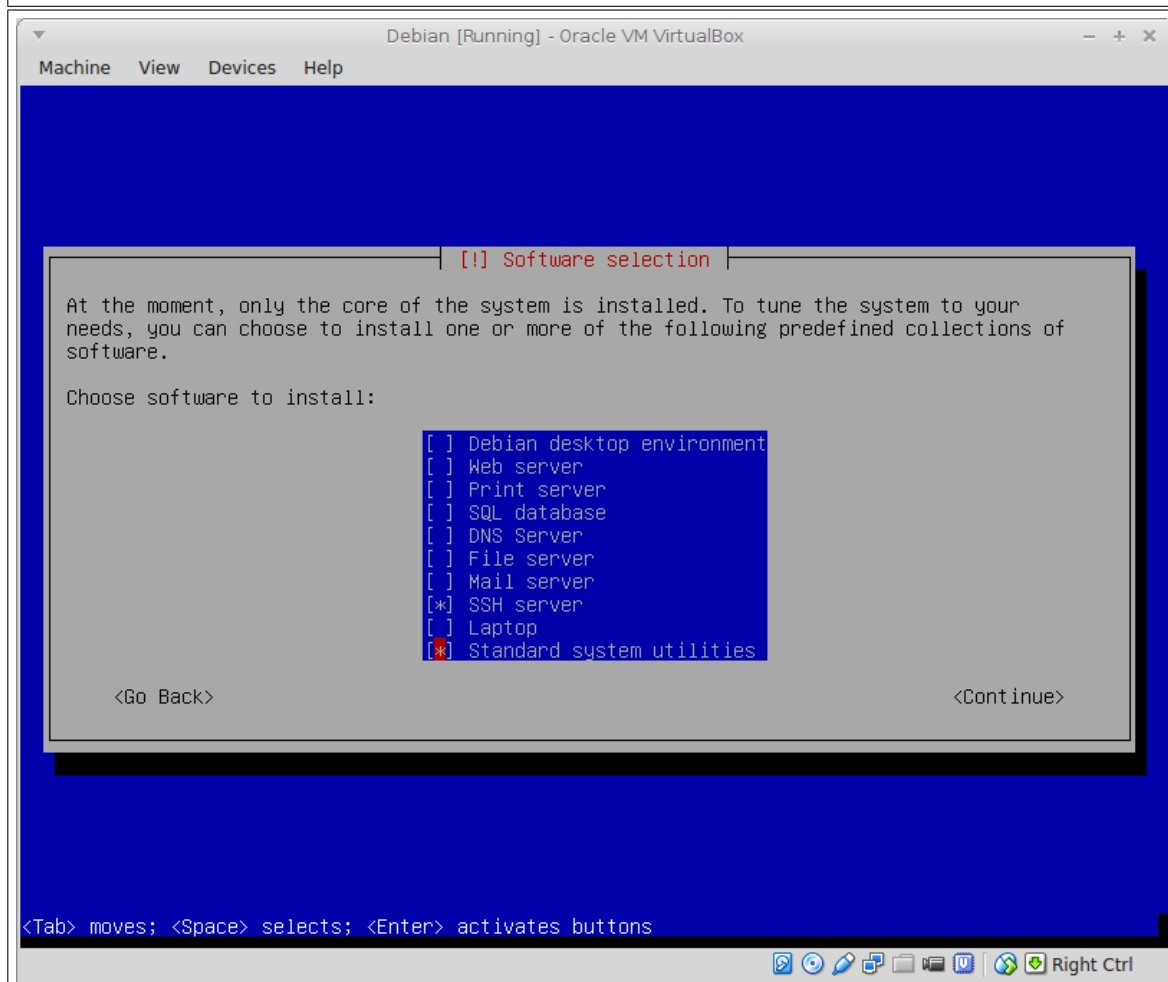 Debian [Running] - Oracle VM VirtualBox
Machine View Devices Help
[!] Software selection
At the moment, only the core of the system is installed. To tune the system to your
needs, you can choose to install one or more of the following predefined collections of
software.
Choose software to install:
[ ] Debian desktop environment
[ ] Web server
[ ] Print server
[ ] SQL database
[ ] DNS Server
[ ] File server
[ ] Mail server
[*] SSH server
[ ] Laptop
[*] Standard system utilities
<Go Back> <Continue>
<Tab> moves; <Space> selects; <Enter> activates buttons
Right Ctrl